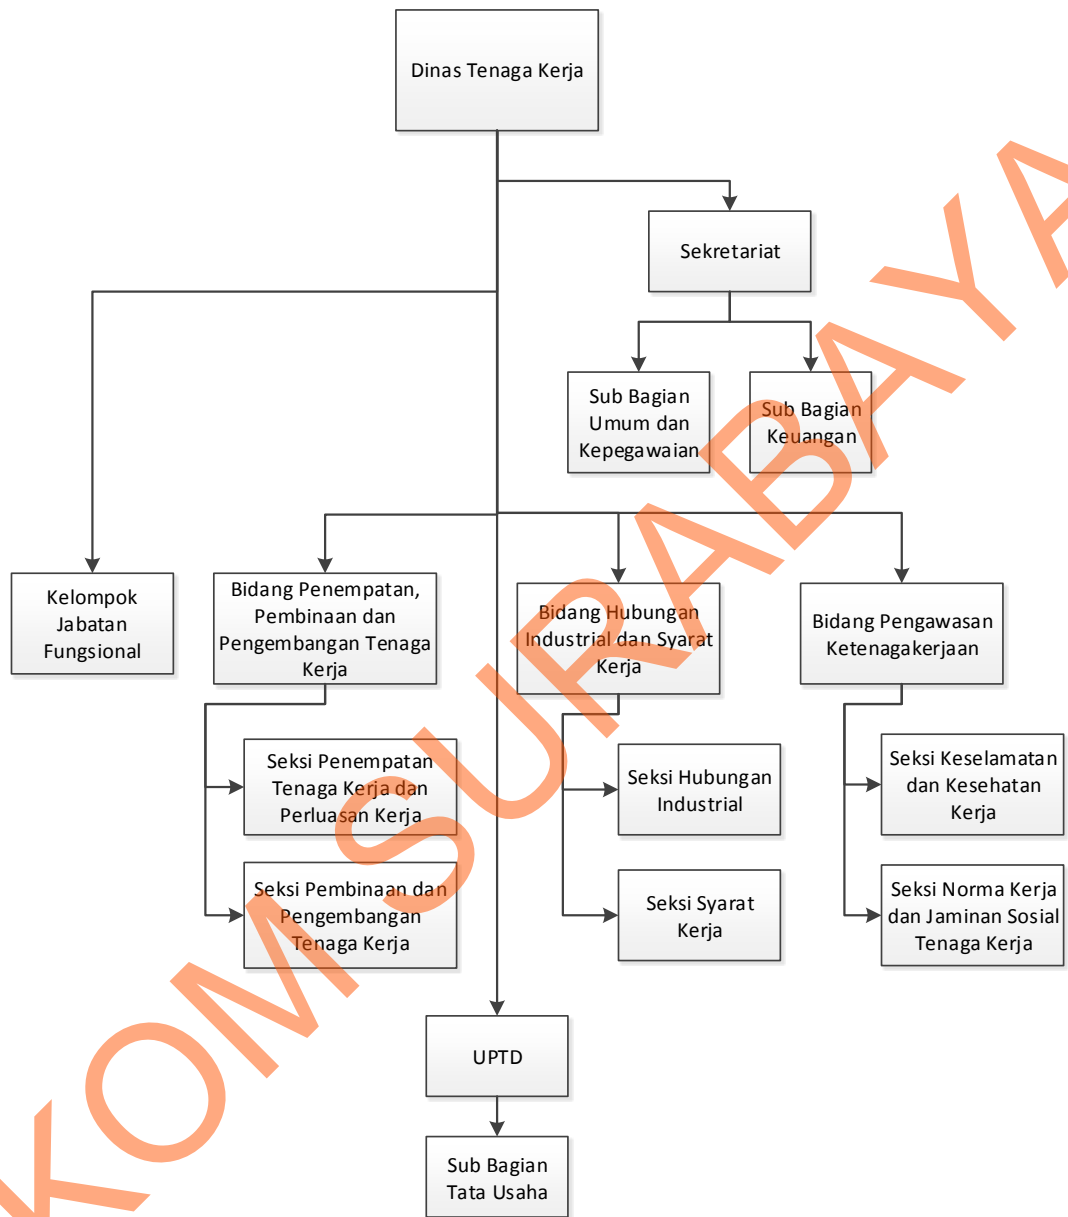 Dinas Tenaga Kerja
Sekretariat
Sub Bagian
Umum dan
Kepegawaian
Sub Bagian
Keuangan
Kelompok
Jabatan
Fungsional
Bidang Penempatan,
Pembinaan dan
Pengembangan Tenaga
Kerja
Bidang Hubungan
Industrial dan Syarat
Kerja
Bidang Pengawasan
Ketenagakerjaan
Seksi Penempatan
Tenaga Kerja dan
Perluasan Kerja
Seksi Hubungan
Industrial
Seksi Keselamatan
dan Kesehatan
Kerja
Seksi Pembinaan dan
Pengembangan
Tenaga Kerja
Seksi Syarat
Kerja
Seksi Norma Kerja
dan Jaminan Sosial
Tenaga Kerja
UPTD
Sub Bagian
Tata Usaha
KOM SURABAYA